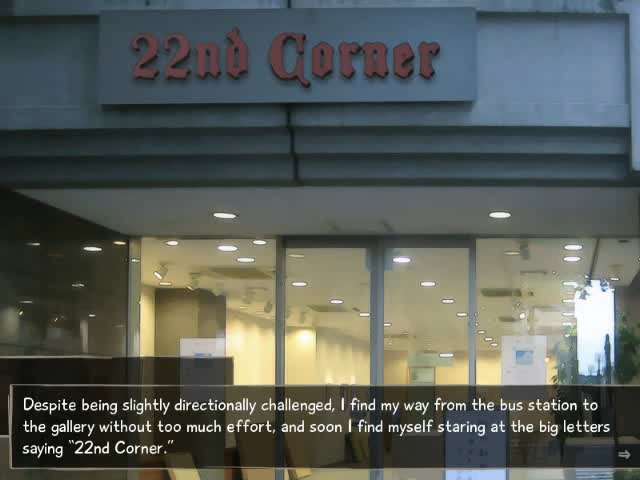 22nd Corner
Despite being slightly directionally challenged, I find my way from the bus station to
the gallery without too much effort, and soon I find myself staring at the big letters
saying “22nd Corner.”